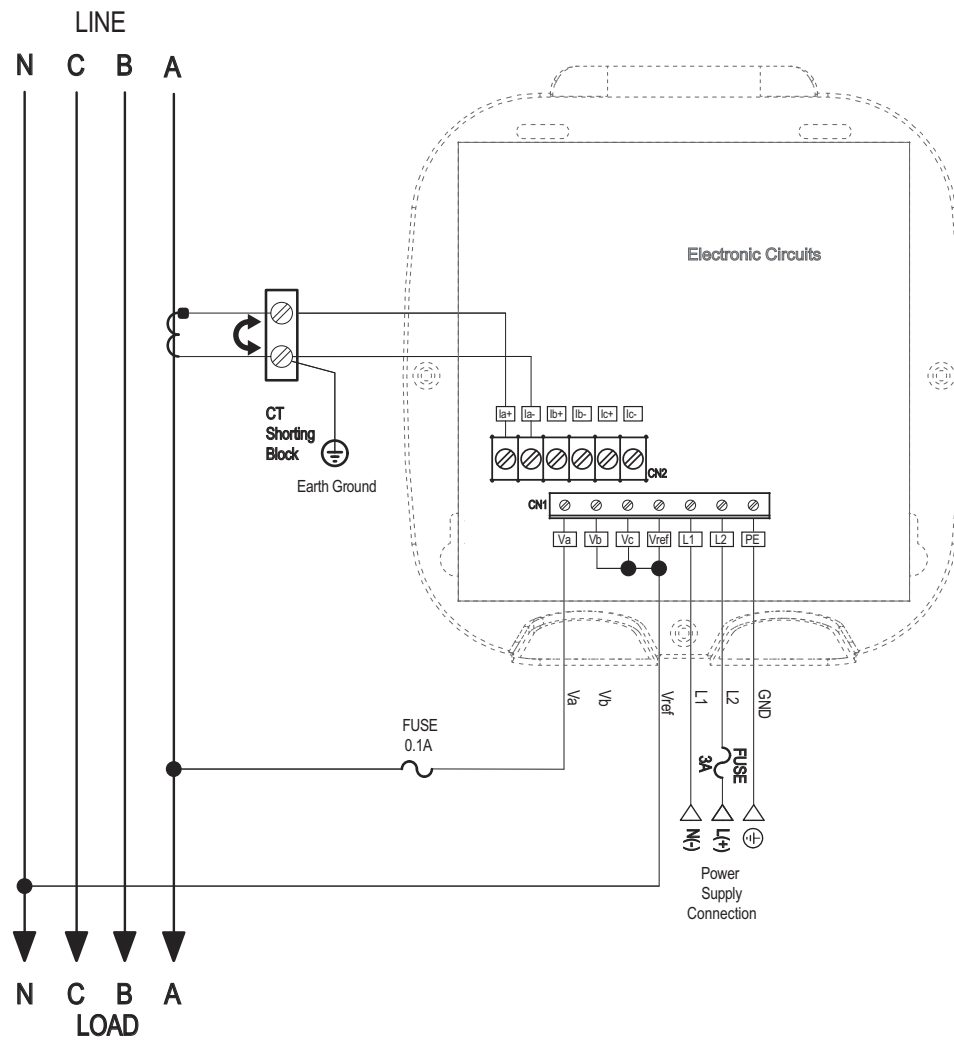 LINE
N C B A
Electronic Circuits
CT
Shorting
Block
Earth Ground
Ia+ Ia- Ib+ Ib- Ic+ Ic-
CN2
CN1
Va Vb Vc Vref L1 L2 PE
Va Vb Vref L1 L2 GND
FUSE
0.1A
FUSE
3A
N(-) L(+)
Power
Supply
Connection
N C B A
LOAD